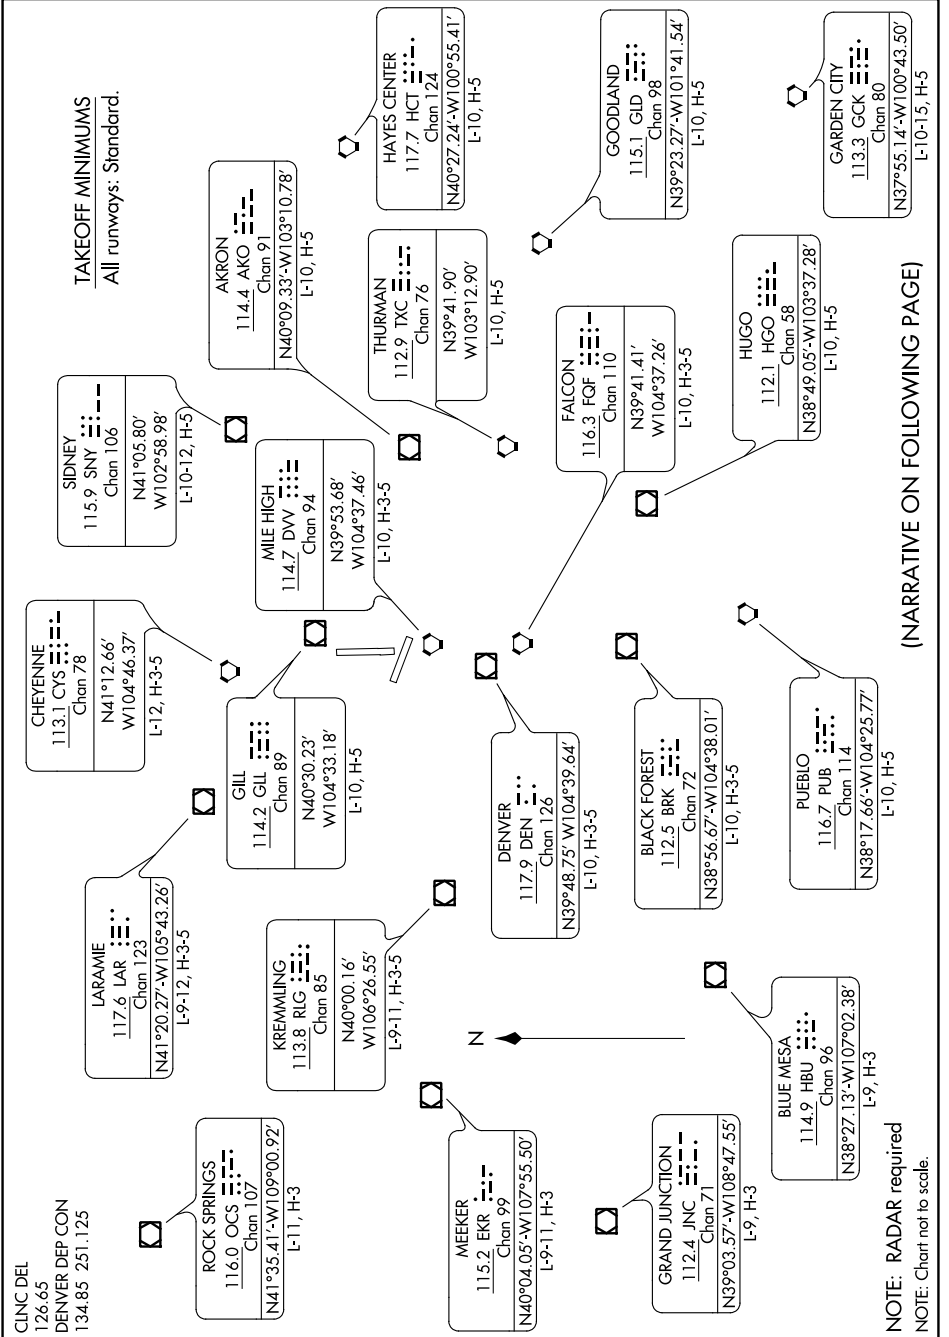 CLNC DEL
126.65
DENVER DEP CON
134.85 251.125
TAKEOFF MINIMUMS
All runways: Standard.
ROCK SPRINGS
116.0 OCS
Chan 107
N41°35.41'-W109°00.92'
L-11, H-3
LARAMIE
117.6 LAR
Chan 123
N41°20.27'-W105°43.26'
L-9-12, H-3-5
CHEYENNE
113.1 CYS
Chan 78
N41°12.66'
W104°46.37'
L-12, H-3-5
SIDNEY
115.9 SNY
Chan 106
N41°05.80'
W102°58.98'
L-10-12, H-5
AKRON
114.4 AKO
Chan 91
N40°09.33'-W103°10.78'
L-10, H-5
HAYES CENTER
117.7 HCT
Chan 124
N40°27.24'-W100°55.41'
L-10, H-5
GILL
114.2 GLL
Chan 89
N40°30.23'
W104°33.18'
L-10, H-5
MILE HIGH
114.7 DVV
Chan 94
N39°53.68'
W104°37.46'
L-10, H-3-5
KREMMLING
113.8 RLG
Chan 85
N40°00.16'
W106°26.55'
L-9-11, H-3-5
THURMAN
112.9 TXC
Chan 76
N39°41.90'
W103°12.90'
L-10, H-5
N
MEEKER
115.2 EKR
Chan 99
N40°04.05'-W107°55.50'
L-9-11, H-3
DENVER
117.9 DEN
Chan 126
N39°48.75' W104°39.64'
L-10, H-3-5
FALCON
116.3 FQF
Chan 110
N39°41.41'
W104°37.26'
L-10, H-3-5
GOODLAND
115.1 GLD
Chan 98
N39°23.27'-W101°41.54'
L-10, H-5
GRAND JUNCTION
112.4 JNC
Chan 71
N39°03.57'-W108°47.55'
L-9, H-3
BLACK FOREST
112.5 BRK
Chan 72
N38°56.67'-W104°38.01'
L-10, H-3-5
HUGO
112.1 HGO
Chan 58
N38°49.05'-W103°37.28'
L-10, H-5
BLUE MESA
114.9 HBU
Chan 96
N38°27.13'-W107°02.38'
L-9, H-3
PUEBLO
116.7 PUB
Chan 114
N38°17.66'-W104°25.77'
L-10, H-5
GARDEN CITY
113.3 GCK
Chan 80
N37°55.14'-W100°43.50'
L-10-15, H-5
NOTE: RADAR required
NOTE: Chart not to scale.
(NARRATIVE ON FOLLOWING PAGE)